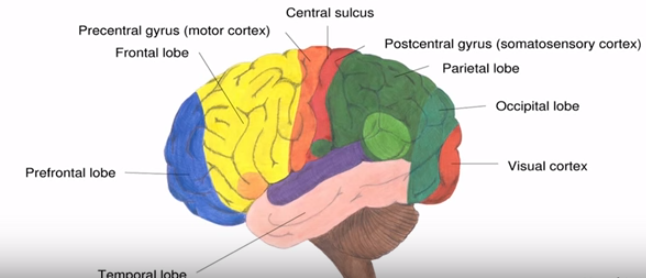 Central sulcus
Precentral gyrus (motor cortex)
Postcentral gyrus (somatosensory cortex)
Frontal lobe
Parietal lobe
Occipital lobe
Visual cortex
Prefrontal lobe
Temporal lobe